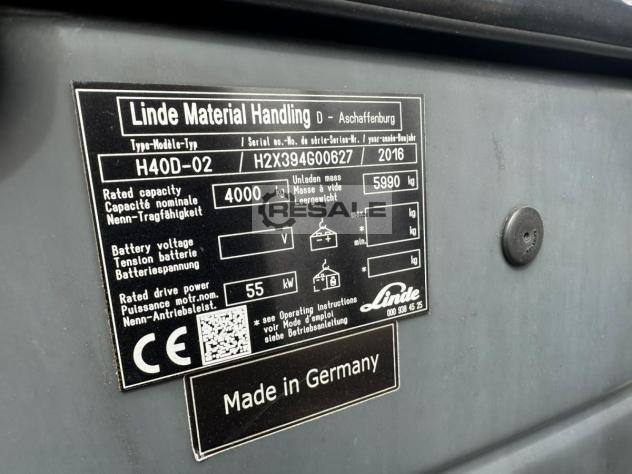 Linde Material Handling D - Aschaffenburg
Type-Modèle-Typ / Serial no.-No. de série-Serien-Nr. / year-année-Baujahr
H40D-02 / H2X394G00627 / 2016
Rated capacity
Capacité nominale
Nenn-Tragfähigkeit
4000 kg
Unladen mass
Masse à vide
Leergewicht
5990 kg
RESALE
Battery voltage
Tension batterie
Batteriespannung
V
- +
max. kg
* kg
min.
Rated drive power
Puissance motr.nom.
Nenn-Antriebsleist.
55 kW
* kg
* see Operating instructions
voir Mode d'emploi
siehe Betriebsanleitung
Linde
000 938 45 25
CE
Made in Germany